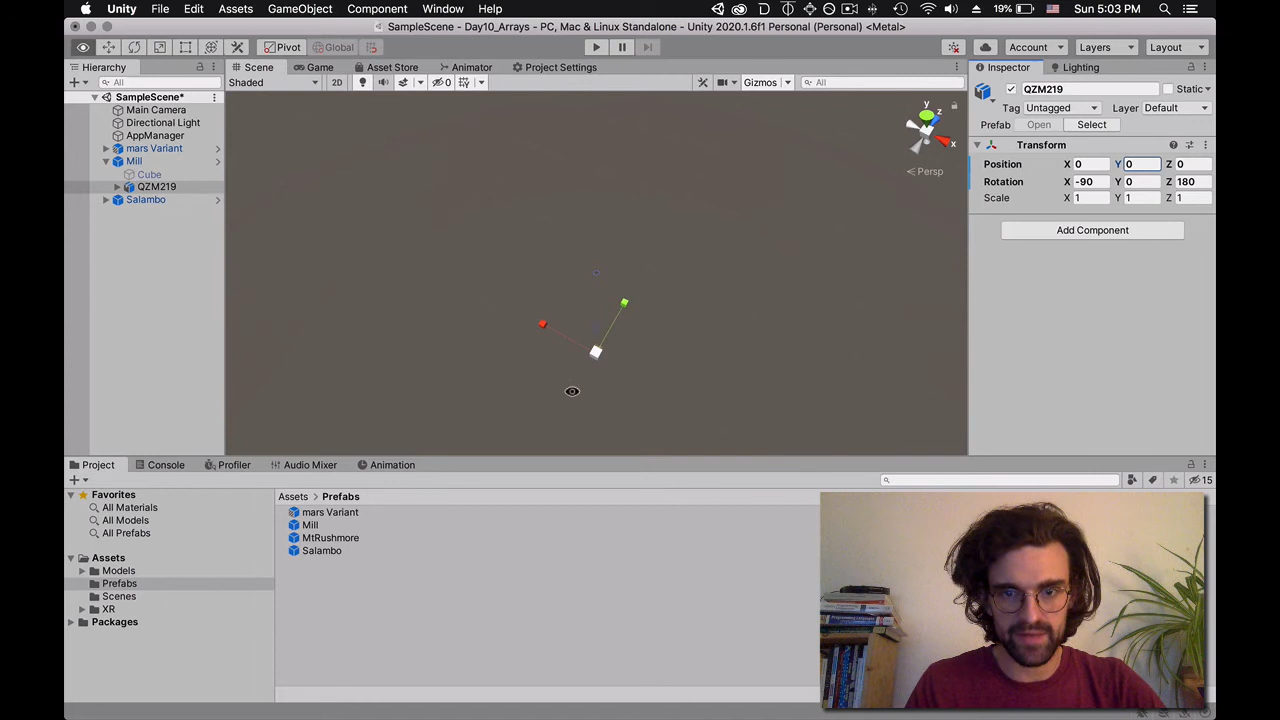 Unity File Edit Assets GameObject Component Window Help 19% Sun 5:03 PM
SampleScene - Day10_Arrays - PC, Mac & Linux Standalone - Unity 2020.1.6f1 Personal (Personal) <Metal>
Pivot Global Account Layers Layout
Hierarchy Scene Game Asset Store Animator Project Settings Inspector Lighting
All Shaded 2D 0 Gizmos All
QZM219 Static
SampleScene*
Main Camera
Directional Light
AppManager
mars Variant
Mill
Cube
QZM219
Salambo
y
z
x
Persp
Tag Untagged Layer Default
Prefab Open Select
Transform
Position X 0 Y 0 Z 0
Rotation X -90 Y 0 Z 180
Scale X 1 Y 1 Z 1
Add Component
Project Console Profiler Audio Mixer Animation
15
Favorites
All Materials
All Models
All Prefabs
Assets
Models
Prefabs
Scenes
XR
Packages
Assets > Prefabs
mars Variant
Mill
MtRushmore
Salambo